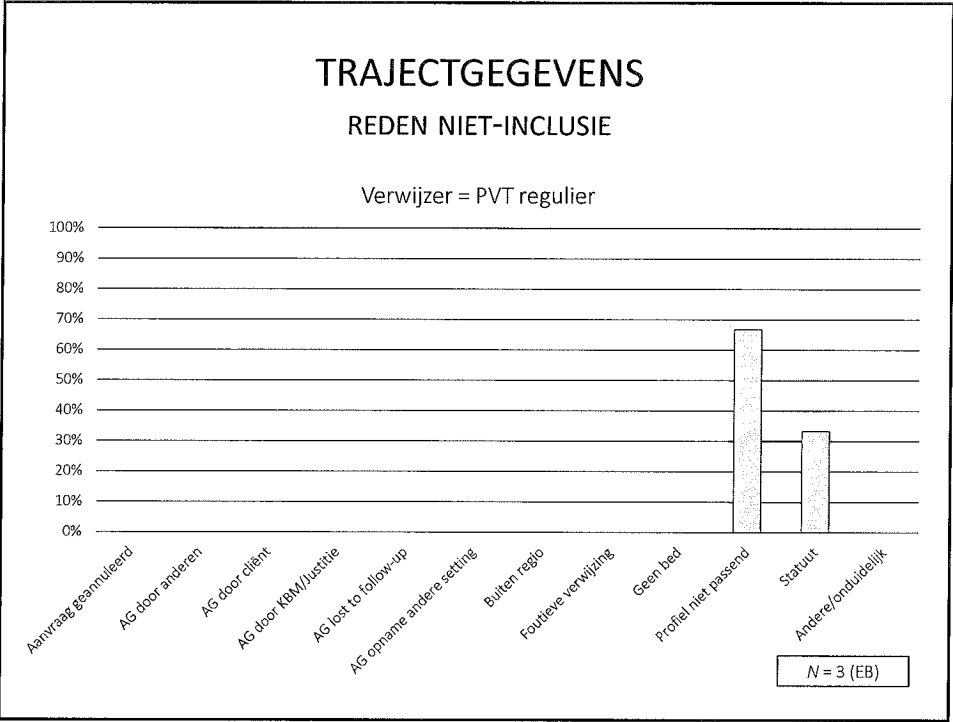 TRAJECTGEGEVENS
REDEN NIET-INCLUSIE
Verwijzer = PVT regulier
100%
90%
80%
70%
60%
50%
40%
30%
20%
10%
0%
Aanvraag geannuleerd
AG door anderen
AG door cliënt
AG door KBM/Justitie
AG lost to follow-up
AG opname andere setting
Buiten regio
Foutieve verwijzing
Geen bed
Profiel niet passend
Statuut
Andere/onduidelijk
N = 3 (EB)